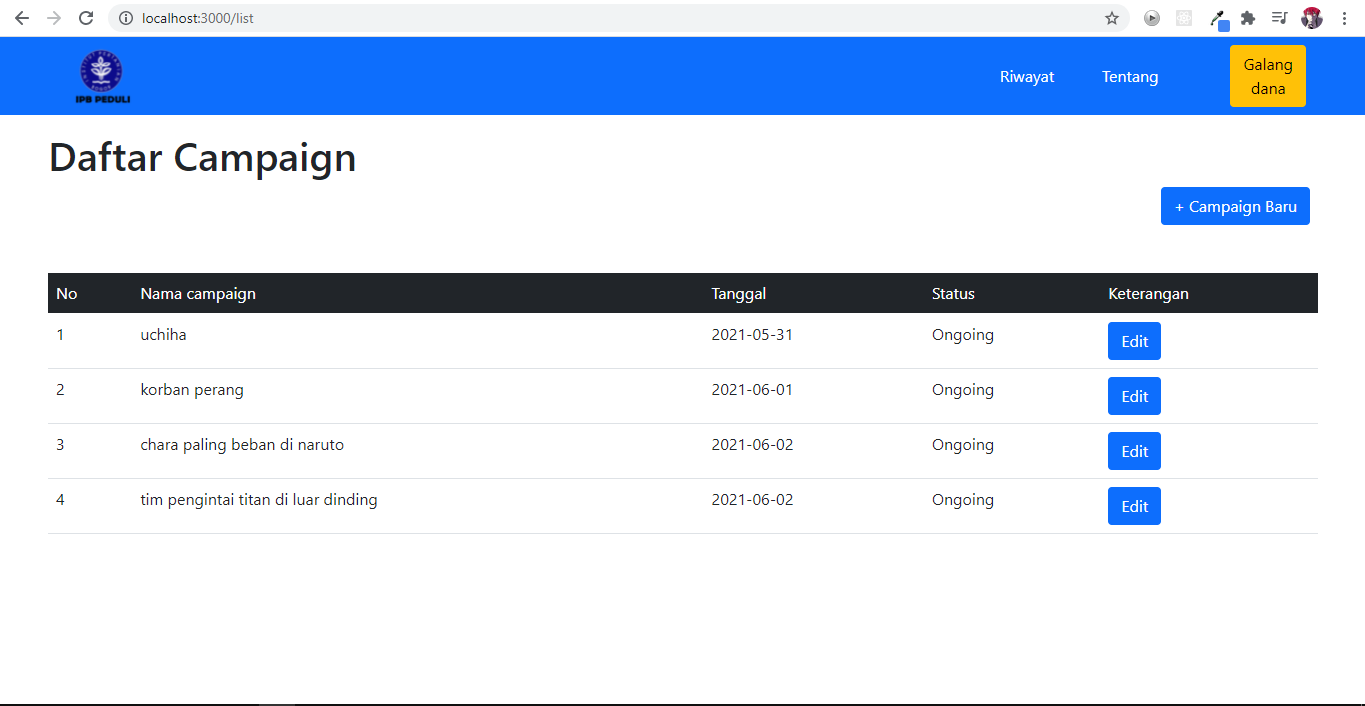 localhost:3000/list
IPB PEDULI
Riwayat Tentang Galang
dana
Daftar Campaign
+ Campaign Baru
No Nama campaign Tanggal Status Keterangan
1 uchiha 2021-05-31 Ongoing Edit
2 korban perang 2021-06-01 Ongoing Edit
3 chara paling beban di naruto 2021-06-02 Ongoing Edit
4 tim pengintai titan di luar dinding 2021-06-02 Ongoing Edit